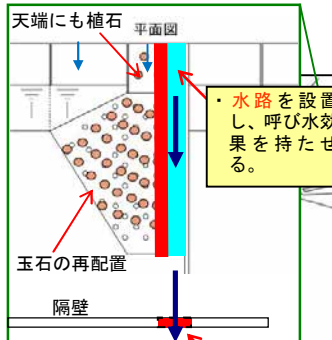 天端にも植石
平面図
・水路を設置
し、呼び水効
果を持たせ
る。
玉石の再配置
隔壁